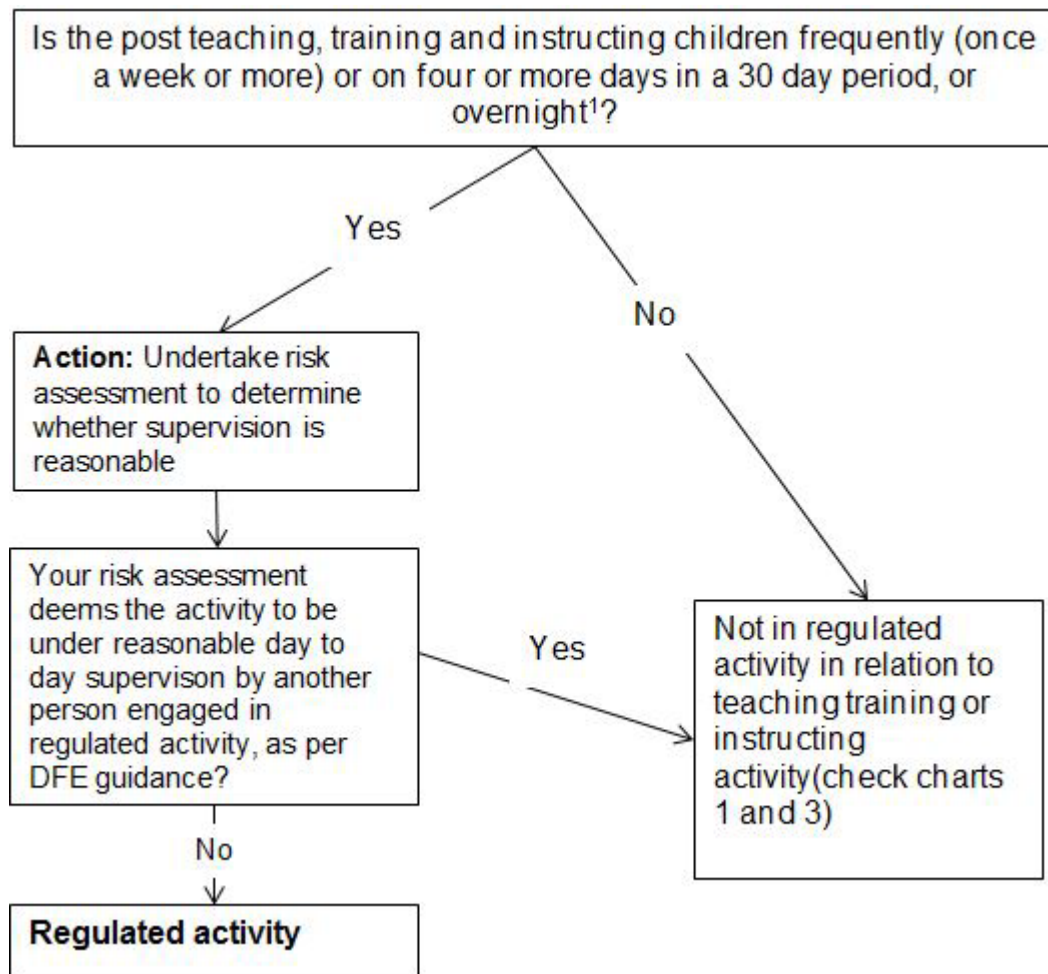 Is the post teaching, training and instructing children frequently (once
a week or more) or on four or more days in a 30 day period, or
overnight¹?
Yes
No
Action: Undertake risk
assessment to determine
whether supervision is
reasonable
Your risk assessment
deems the activity to be
under reasonable day to
day supervison by another
person engaged in
regulated activity, as per
DFE guidance?
Yes
Not in regulated
activity in relation to
teaching training or
instructing
activity(check charts
1 and 3)
No
Regulated activity